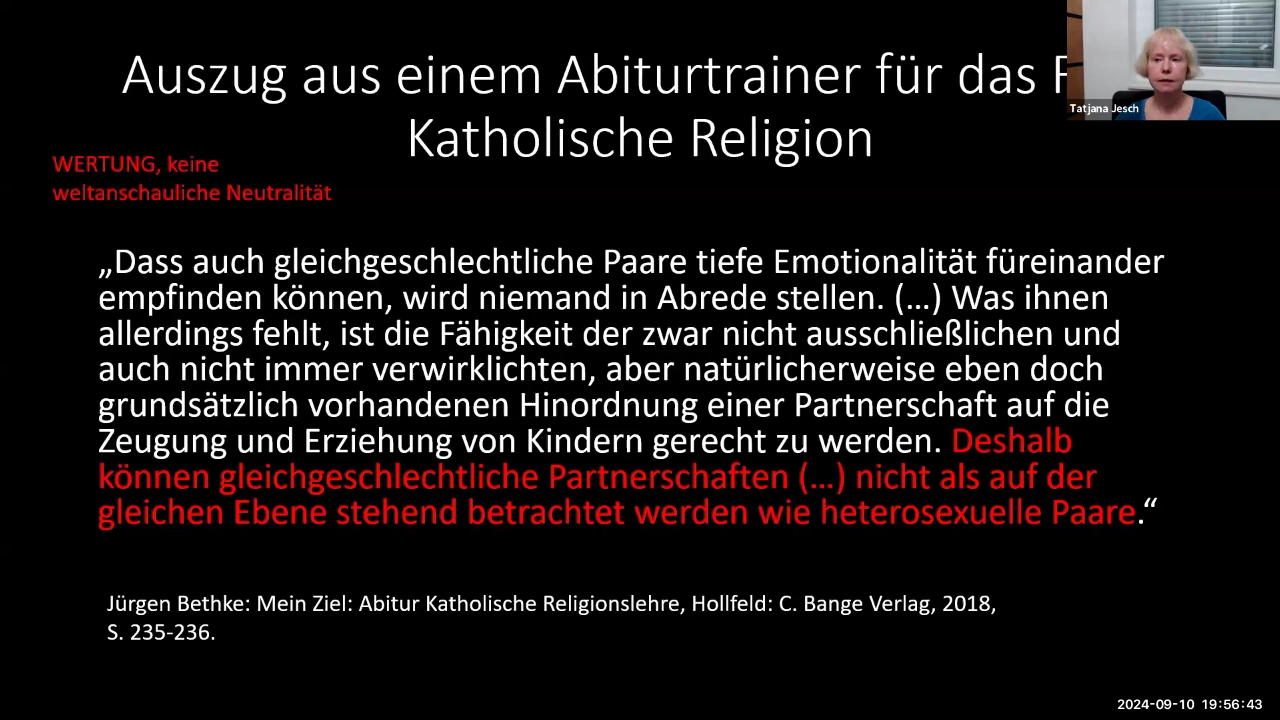 Auszug aus einem Abiturtrainer für das
Katholische Religion
Tatjana Jesch
WERTUNG, keine
weltanschauliche Neutralität
„Dass auch gleichgeschlechtliche Paare tiefe Emotionalität füreinander
empfinden können, wird niemand in Abrede stellen. (…) Was ihnen
allerdings fehlt, ist die Fähigkeit der zwar nicht ausschließlichen und
auch nicht immer verwirklichten, aber natürlicherweise eben doch
grundsätzlich vorhandenen Hinordnung einer Partnerschaft auf die
Zeugung und Erziehung von Kindern gerecht zu werden. Deshalb
können gleichgeschlechtliche Partnerschaften (…) nicht als auf der
gleichen Ebene stehend betrachtet werden wie heterosexuelle Paare.“
Jürgen Bethke: Mein Ziel: Abitur Katholische Religionslehre, Hollfeld: C. Bange Verlag, 2018,
S. 235-236.
2024-09-10 19:56:43